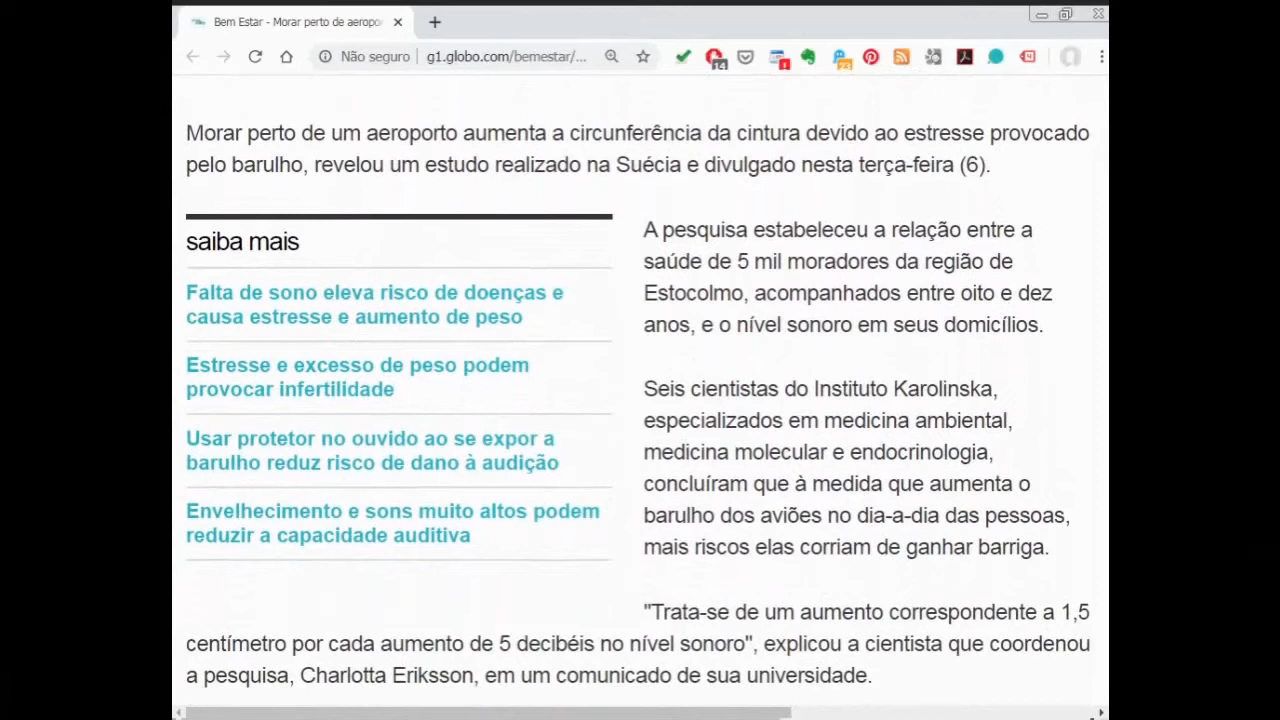 Bem Estar - Morar perto de aeropor
Não seguro
g1.globo.com/bemestar/...
14
1
23
Morar perto de um aeroporto aumenta a circunferência da cintura devido ao estresse provocado
pelo barulho, revelou um estudo realizado na Suécia e divulgado nesta terça-feira (6).
saiba mais
Falta de sono eleva risco de doenças e
causa estresse e aumento de peso
Estresse e excesso de peso podem
provocar infertilidade
Usar protetor no ouvido ao se expor a
barulho reduz risco de dano à audição
Envelhecimento e sons muito altos podem
reduzir a capacidade auditiva
A pesquisa estabeleceu a relação entre a
saúde de 5 mil moradores da região de
Estocolmo, acompanhados entre oito e dez
anos, e o nível sonoro em seus domicílios.
Seis cientistas do Instituto Karolinska,
especializados em medicina ambiental,
medicina molecular e endocrinologia,
concluíram que à medida que aumenta o
barulho dos aviões no dia-a-dia das pessoas,
mais riscos elas corriam de ganhar barriga.
"Trata-se de um aumento correspondente a 1,5
centímetro por cada aumento de 5 decibéis no nível sonoro", explicou a cientista que coordenou
a pesquisa, Charlotta Eriksson, em um comunicado de sua universidade.